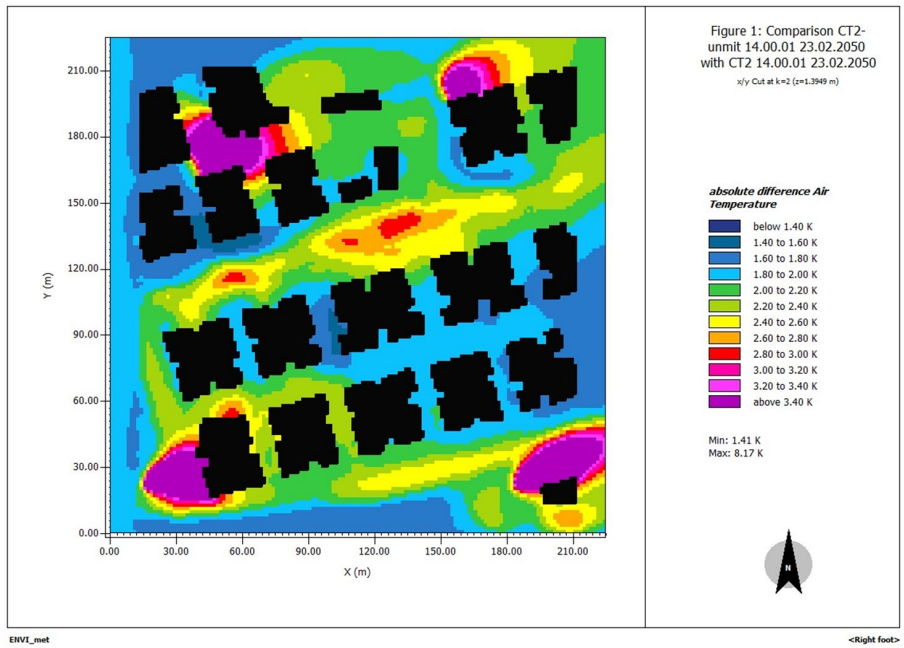 Figure 1: Comparison CT2-
unmit 14.00.01 23.02.2050
with CT2 14.00.01 23.02.2050
x/y Cut at k=2 (z=1.3949 m)
absolute difference Air
Temperature
below 1.40 K
1.40 to 1.60 K
1.60 to 1.80 K
1.80 to 2.00 K
2.00 to 2.20 K
2.20 to 2.40 K
2.40 to 2.60 K
2.60 to 2.80 K
2.80 to 3.00 K
3.00 to 3.20 K
3.20 to 3.40 K
above 3.40 K
Min: 1.41 K
Max: 8.17 K
N
Y (m)
210.00
180.00
150.00
120.00
90.00
60.00
30.00
0.00
0.00 30.00 60.00 90.00 120.00 150.00 180.00 210.00
X (m)
ENVI_met
<Right foot>